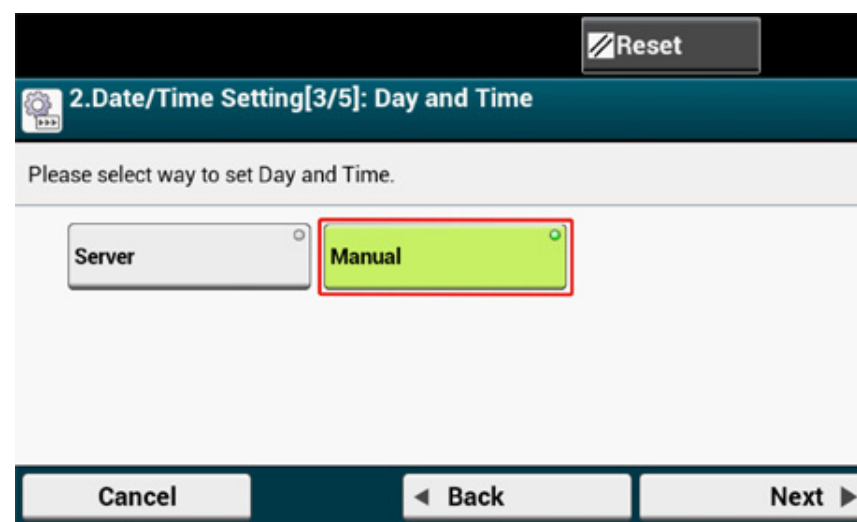 Reset
2.Date/Time Setting[3/5]: Day and Time
Please select way to set Day and Time.
Server Manual
Cancel Back Next